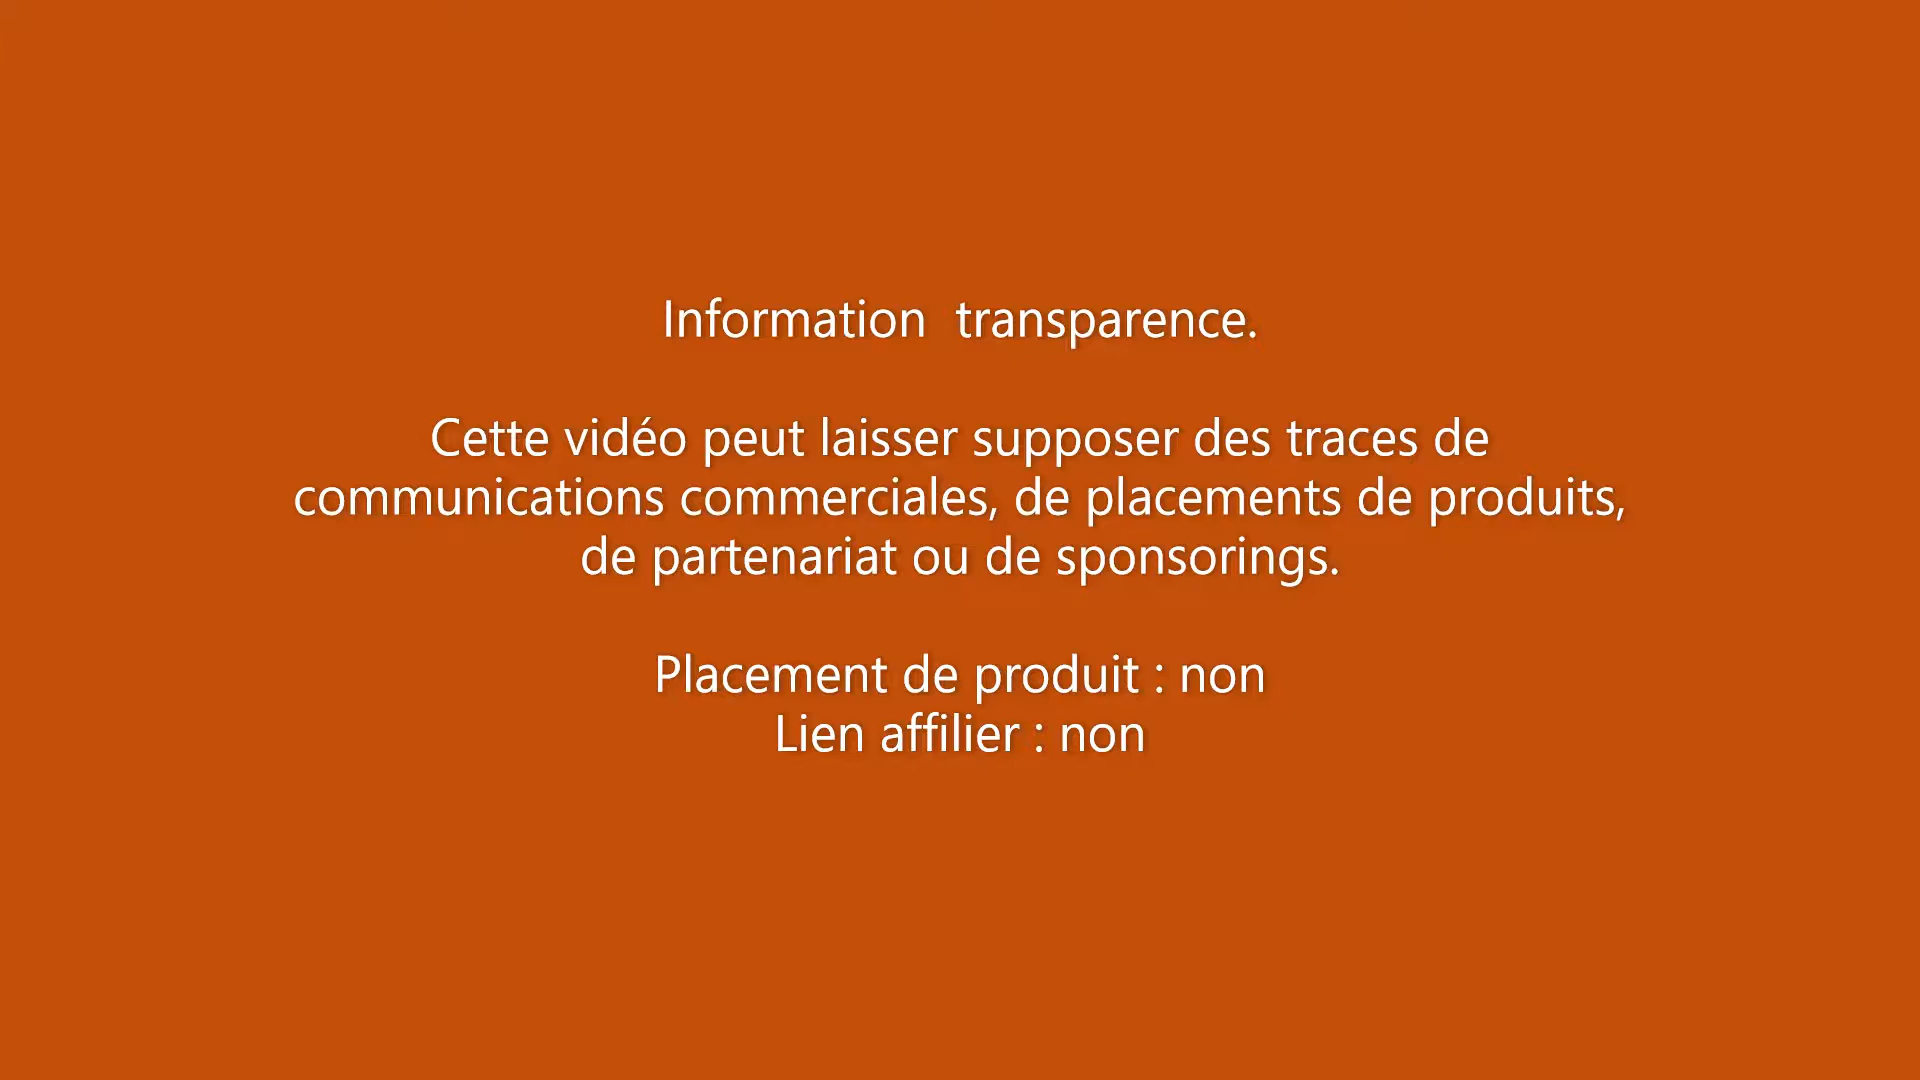 Information  transparence.
Cette vidéo peut laisser supposer des traces de
communications commerciales, de placements de produits,
de partenariat ou de sponsorings.
Placement de produit : non
Lien affilier : non